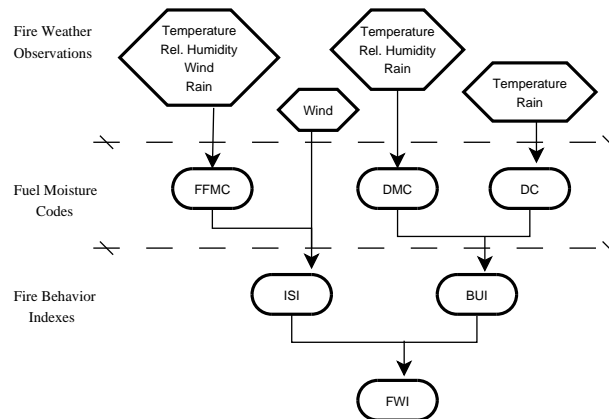 Fire Weather
Observations
Temperature
Rel. Humidity
Wind
Rain
Wind
Temperature
Rel. Humidity
Rain
Temperature
Rain
Fuel Moisture
Codes
FFMC
DMC
DC
Fire Behavior
Indexes
ISI
BUI
FWI